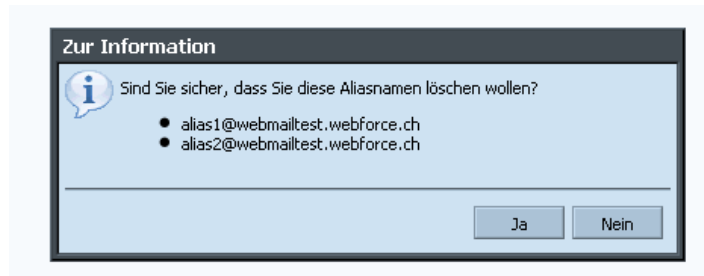 Zur Information
Sind Sie sicher, dass Sie diese Aliasnamen löschen wollen?
● alias1@webmailtest.webforce.ch
● alias2@webmailtest.webforce.ch
Ja Nein